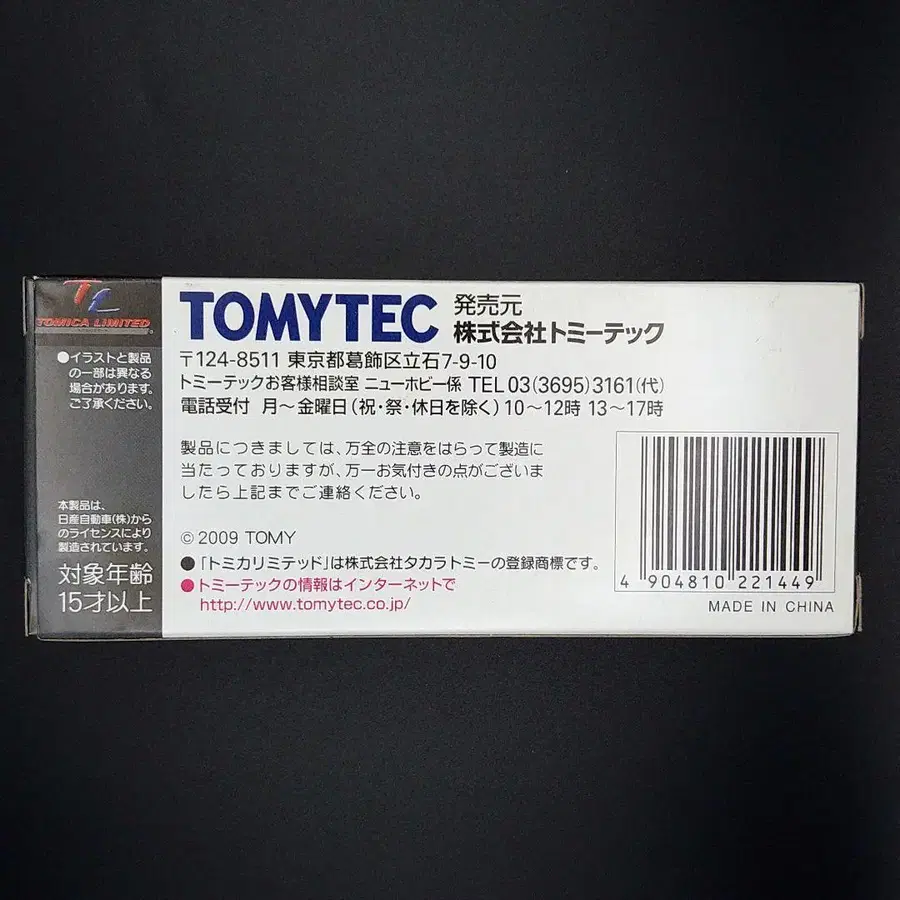 TL
TOMICA LIMITED
●イラストと製品
の一部は異なる
場合があります。
ご了承ください。
本製品は、
日産自動車(株)から
のライセンスにより
製造されています。
対象年齢
15才以上
TOMYTEC
発売元
株式会社トミーテック
〒124-8511 東京都葛飾区立石7-9-10
トミーテックお客様相談室 ニューホビー係 TEL 03(3695)3161(代)
電話受付 月～金曜日(祝・祭・休日を除く)10～12時 13～17時
製品につきましては、万全の注意をはらって製造に
当たっておりますが、万一お気付きの点がございま
したら上記までご連絡ください。
© 2009 TOMY
●「トミカリミテッド」は株式会社タカラトミーの登録商標です。
●トミーテックの情報はインターネットで
http://www.tomytec.co.jp/
4 904810 221449
MADE IN CHINA